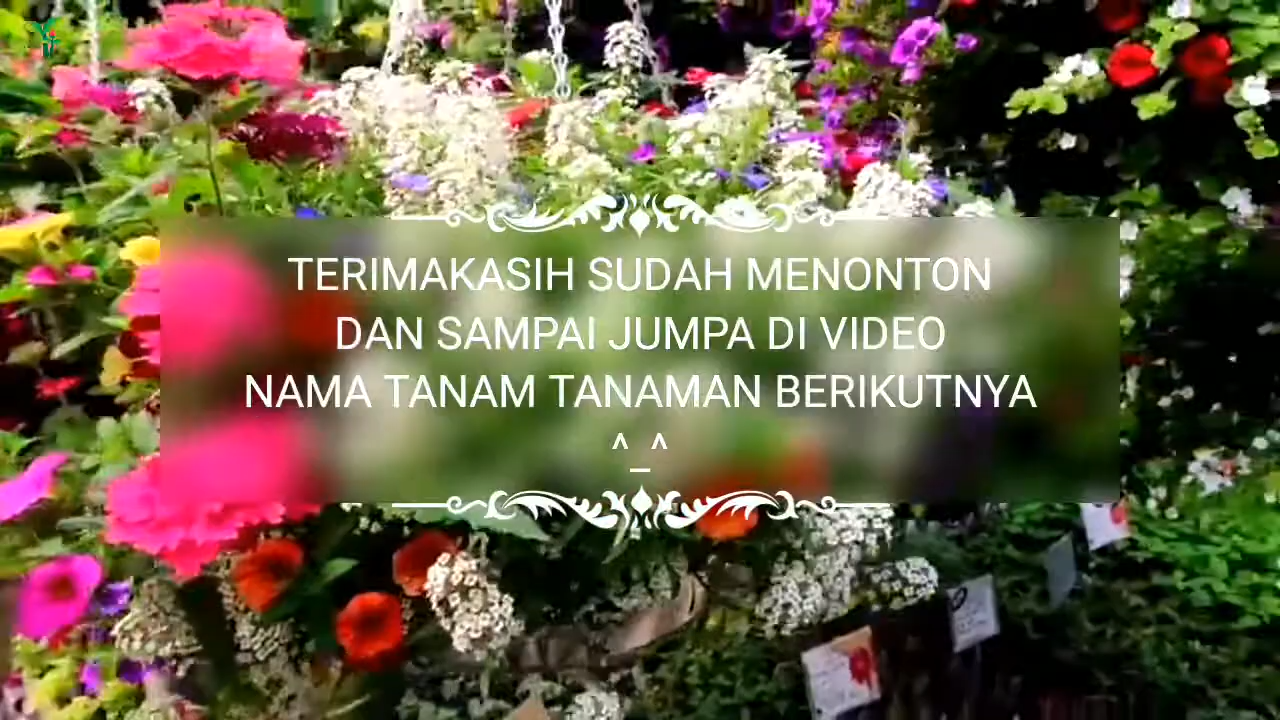 TERIMAKASIH SUDAH MENONTON
DAN SAMPAI JUMPA DI VIDEO
NAMA TANAM TANAMAN BERIKUTNYA
^_^